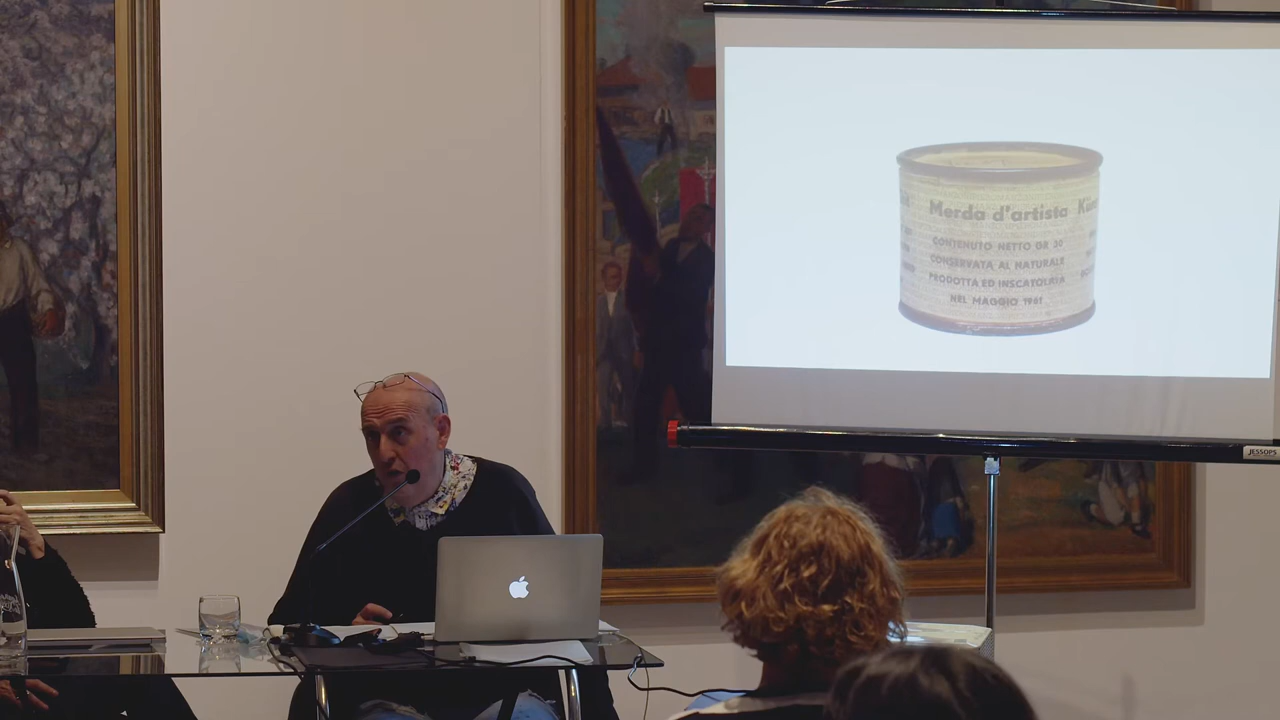 Merda d'artista
CONTENUTO NETTO GR 30
CONSERVATA AL NATURALE
PRODOTTA ED INSCATOLATA
NEL MAGGIO 1961
JESSOPS